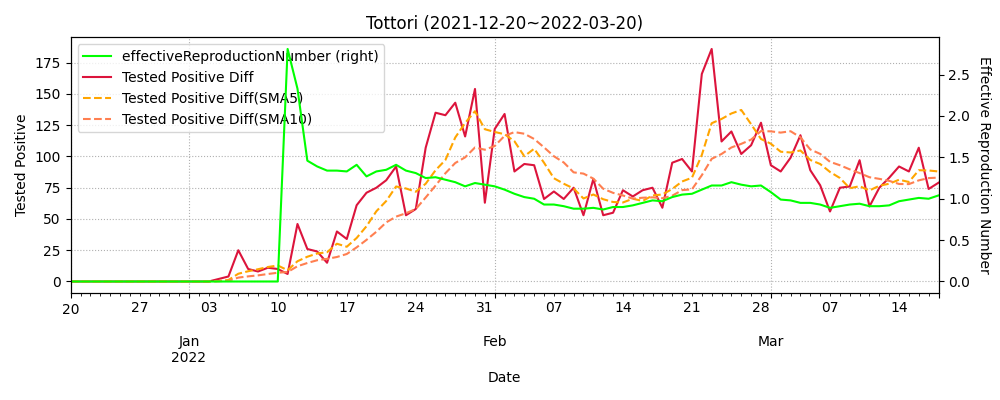 Tottori (2021-12-20~2022-03-20)
effectiveReproductionNumber (right)
Tested Positive Diff
Tested Positive Diff(SMA5)
Tested Positive Diff(SMA10)
Tested Positive
175
150
125
100
75
50
25
0
2.5
2.0
1.5
1.0
0.5
0.0
Effective Reproduction Number
20 27 03 10 17 24 31 07 14 21 28 07 14
Jan Feb Mar
2022
Date